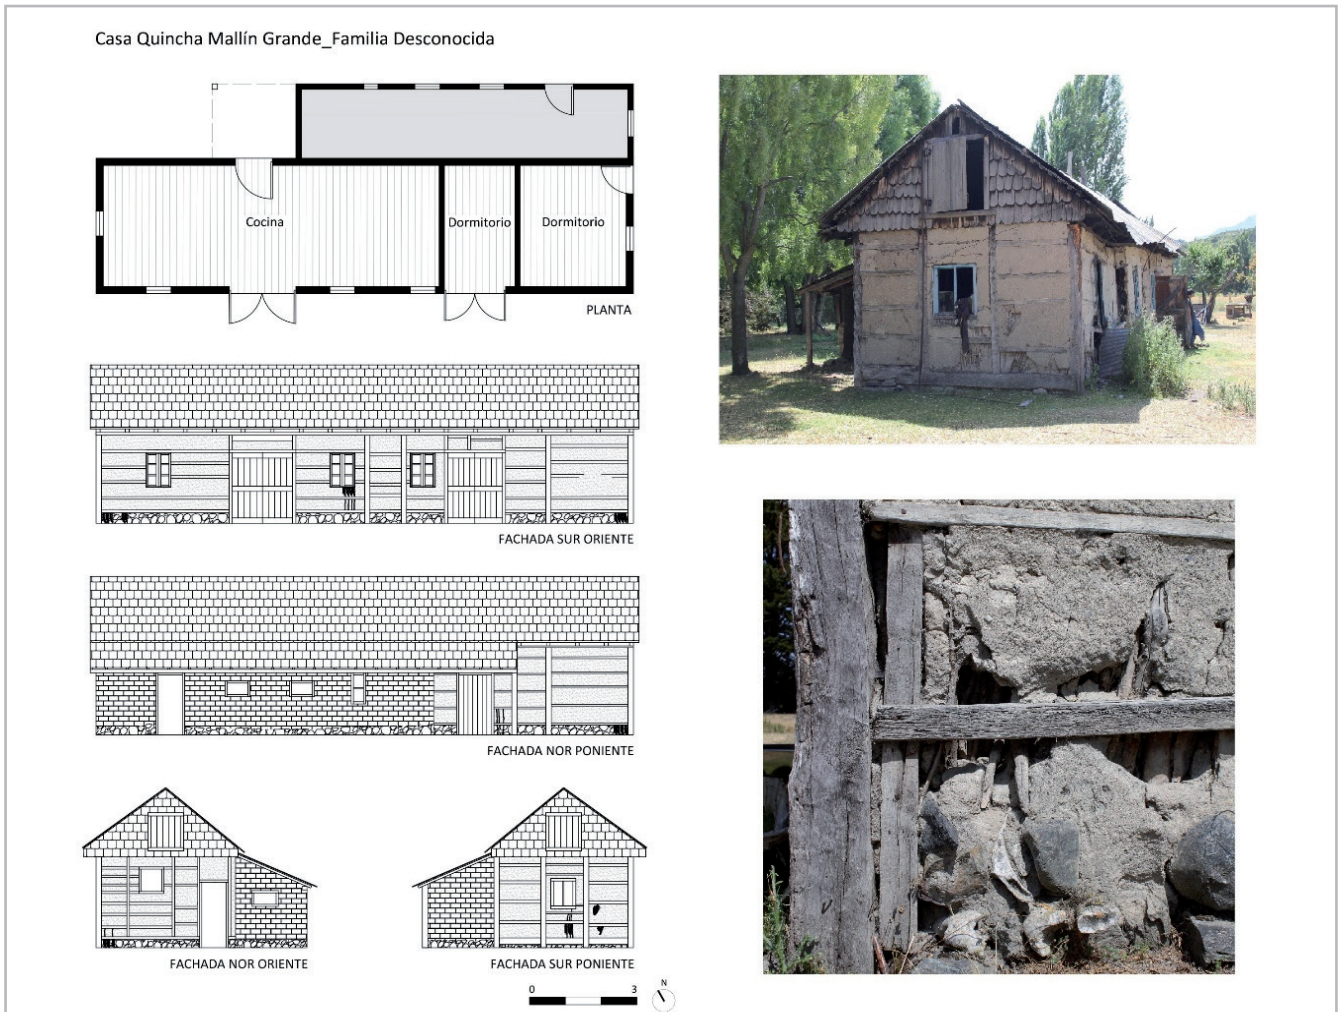 Casa Quincha Mallín Grande_Familia Desconocida
Cocina
Dormitorio
Dormitorio
PLANTA
FACHADA SUR ORIENTE
FACHADA NOR PONIENTE
FACHADA NOR ORIENTE
FACHADA SUR PONIENTE
0 3
N